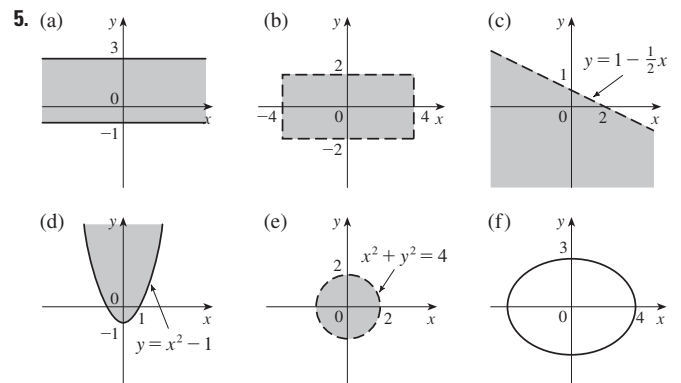 5. (a)
y
3
0
x
−1
(b)
y
2
−4
0
4 x
−2
(c)
y
y = 1 − ½x
1
0
2
x
(d)
y
0
1
x
−1
y = x² − 1
(e)
y
x² + y² = 4
2
0
2
x
(f)
y
3
0
4 x